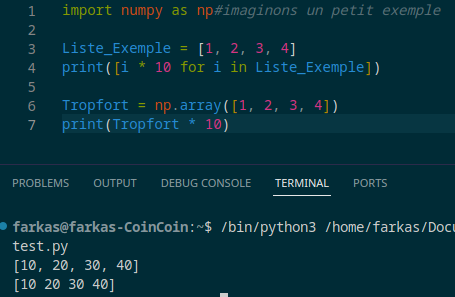 1 import numpy as np#imaginons un petit exemple
2
3 Liste_Exemple = [1, 2, 3, 4]
4 print([i * 10 for i in Liste_Exemple])
5
6 Tropfort = np.array([1, 2, 3, 4])
7 print(Tropfort * 10)
PROBLEMS OUTPUT DEBUG CONSOLE TERMINAL PORTS
farkas@farkas-CoinCoin:~$ /bin/python3 /home/farkas/Docu
test.py
[10, 20, 30, 40]
[10 20 30 40]